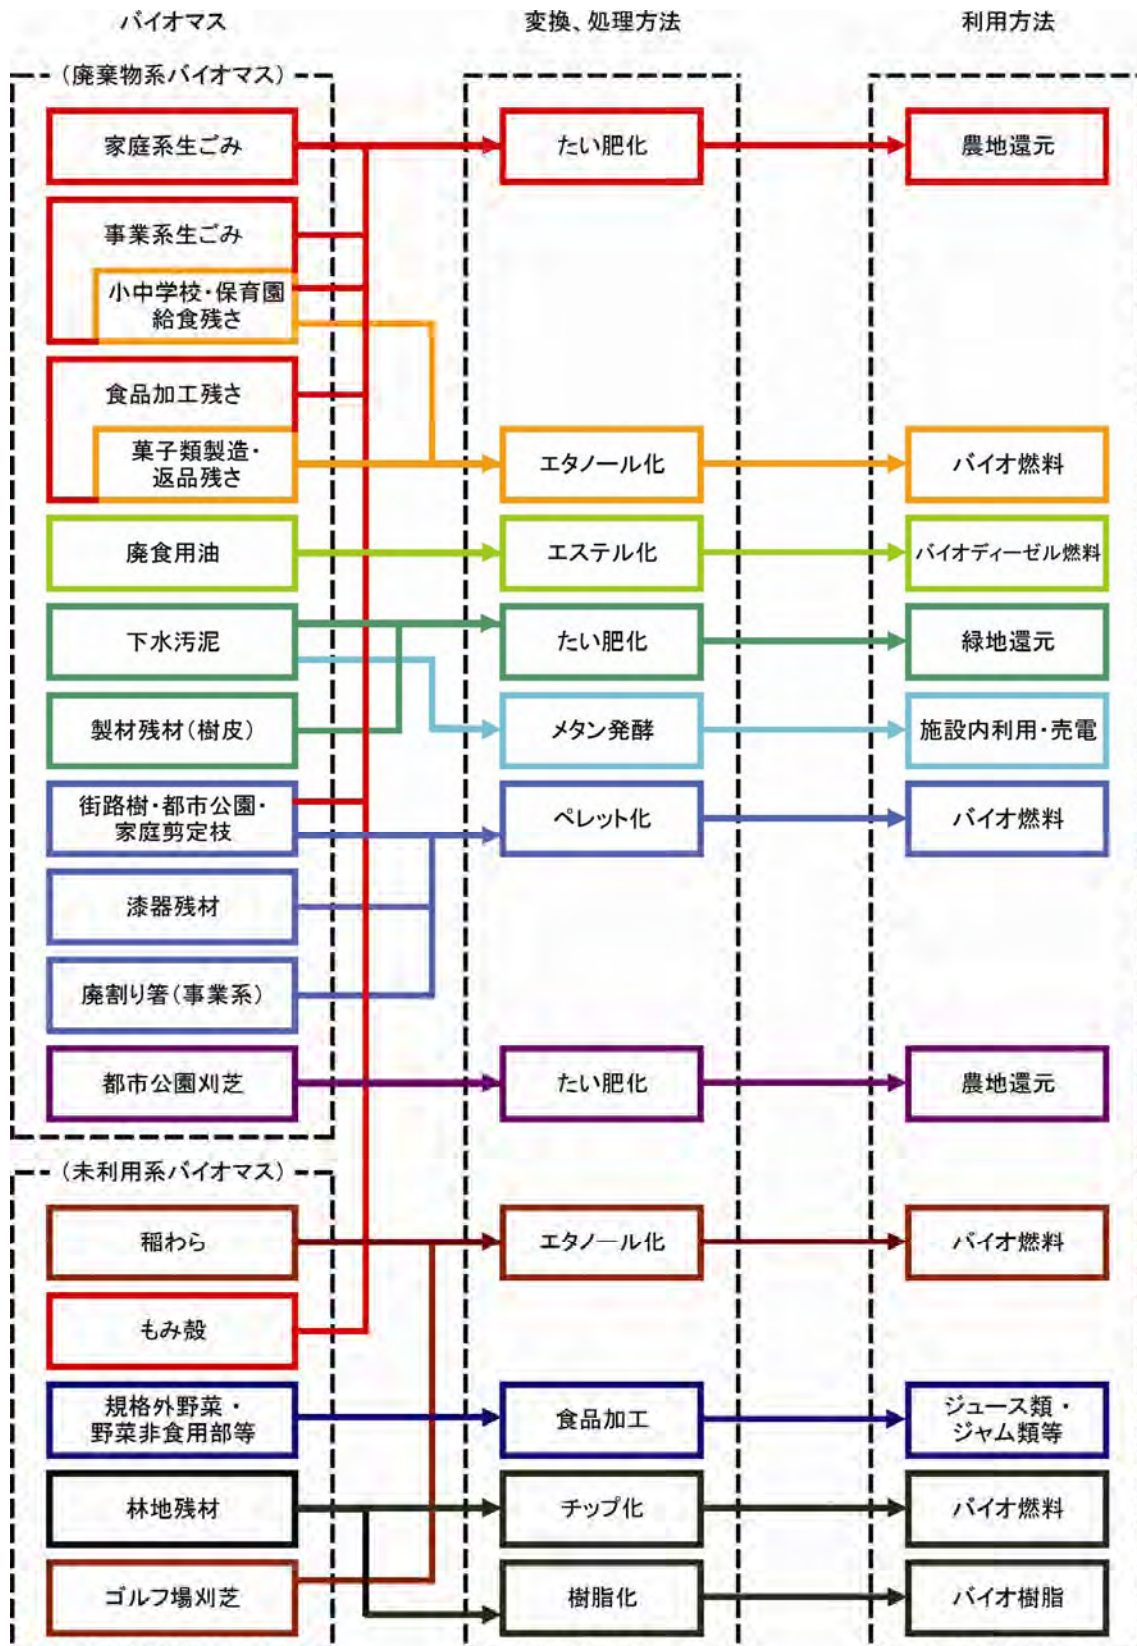 バイオマス
変換、処理方法
利用方法
(廃棄物系バイオマス)
家庭系生ごみ
たい肥化
農地還元
事業系生ごみ
小中学校・保育園
給食残さ
食品加工残さ
菓子類製造・
返品残さ
エタノール化
バイオ燃料
廃食用油
エステル化
バイオディーゼル燃料
下水汚泥
たい肥化
緑地還元
製材残材(樹皮)
メタン発酵
施設内利用・売電
街路樹・都市公園・
家庭剪定枝
ペレット化
バイオ燃料
漆器残材
廃割り箸(事業系)
都市公園刈芝
たい肥化
農地還元
(未利用系バイオマス)
稲わら
エタノール化
バイオ燃料
もみ殻
規格外野菜・
野菜非食用部等
食品加工
ジュース類・
ジャム類等
林地残材
チップ化
バイオ燃料
ゴルフ場刈芝
樹脂化
バイオ樹脂